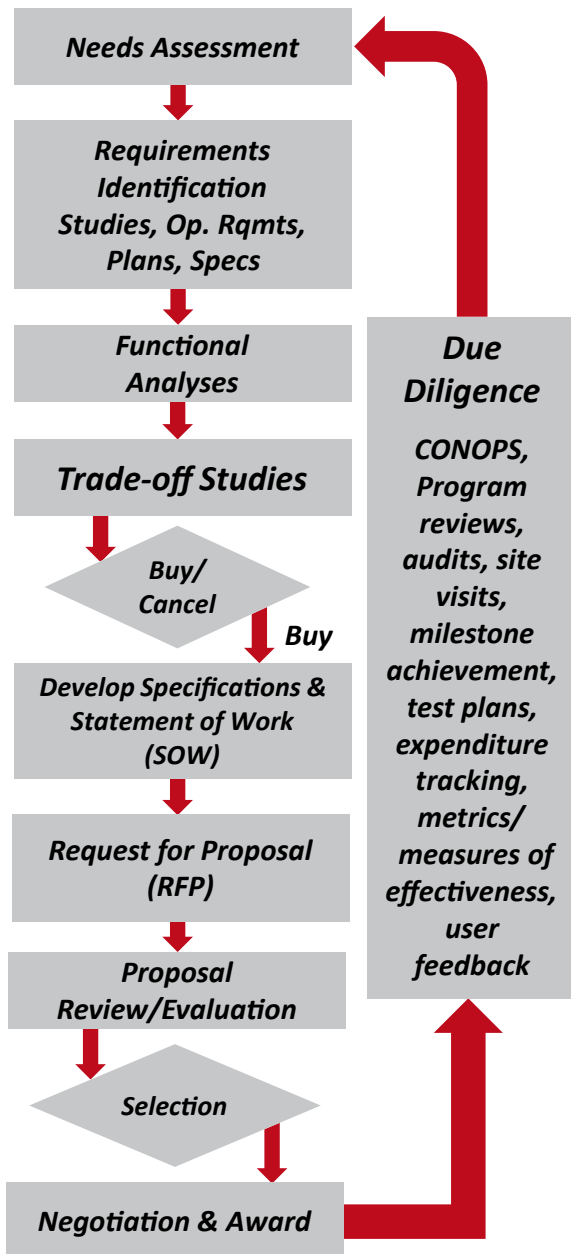 Needs Assessment
Requirements
Identification
Studies, Op. Rqmts,
Plans, Specs
Functional
Analyses
Trade-off Studies
Buy/
Cancel
Buy
Develop Specifications &
Statement of Work
(SOW)
Request for Proposal
(RFP)
Proposal
Review/Evaluation
Selection
Negotiation & Award
Due
Diligence
CONOPS,
Program
reviews,
audits, site
visits,
milestone
achievement,
test plans,
expenditure
tracking,
metrics/
measures of
effectiveness,
user
feedback